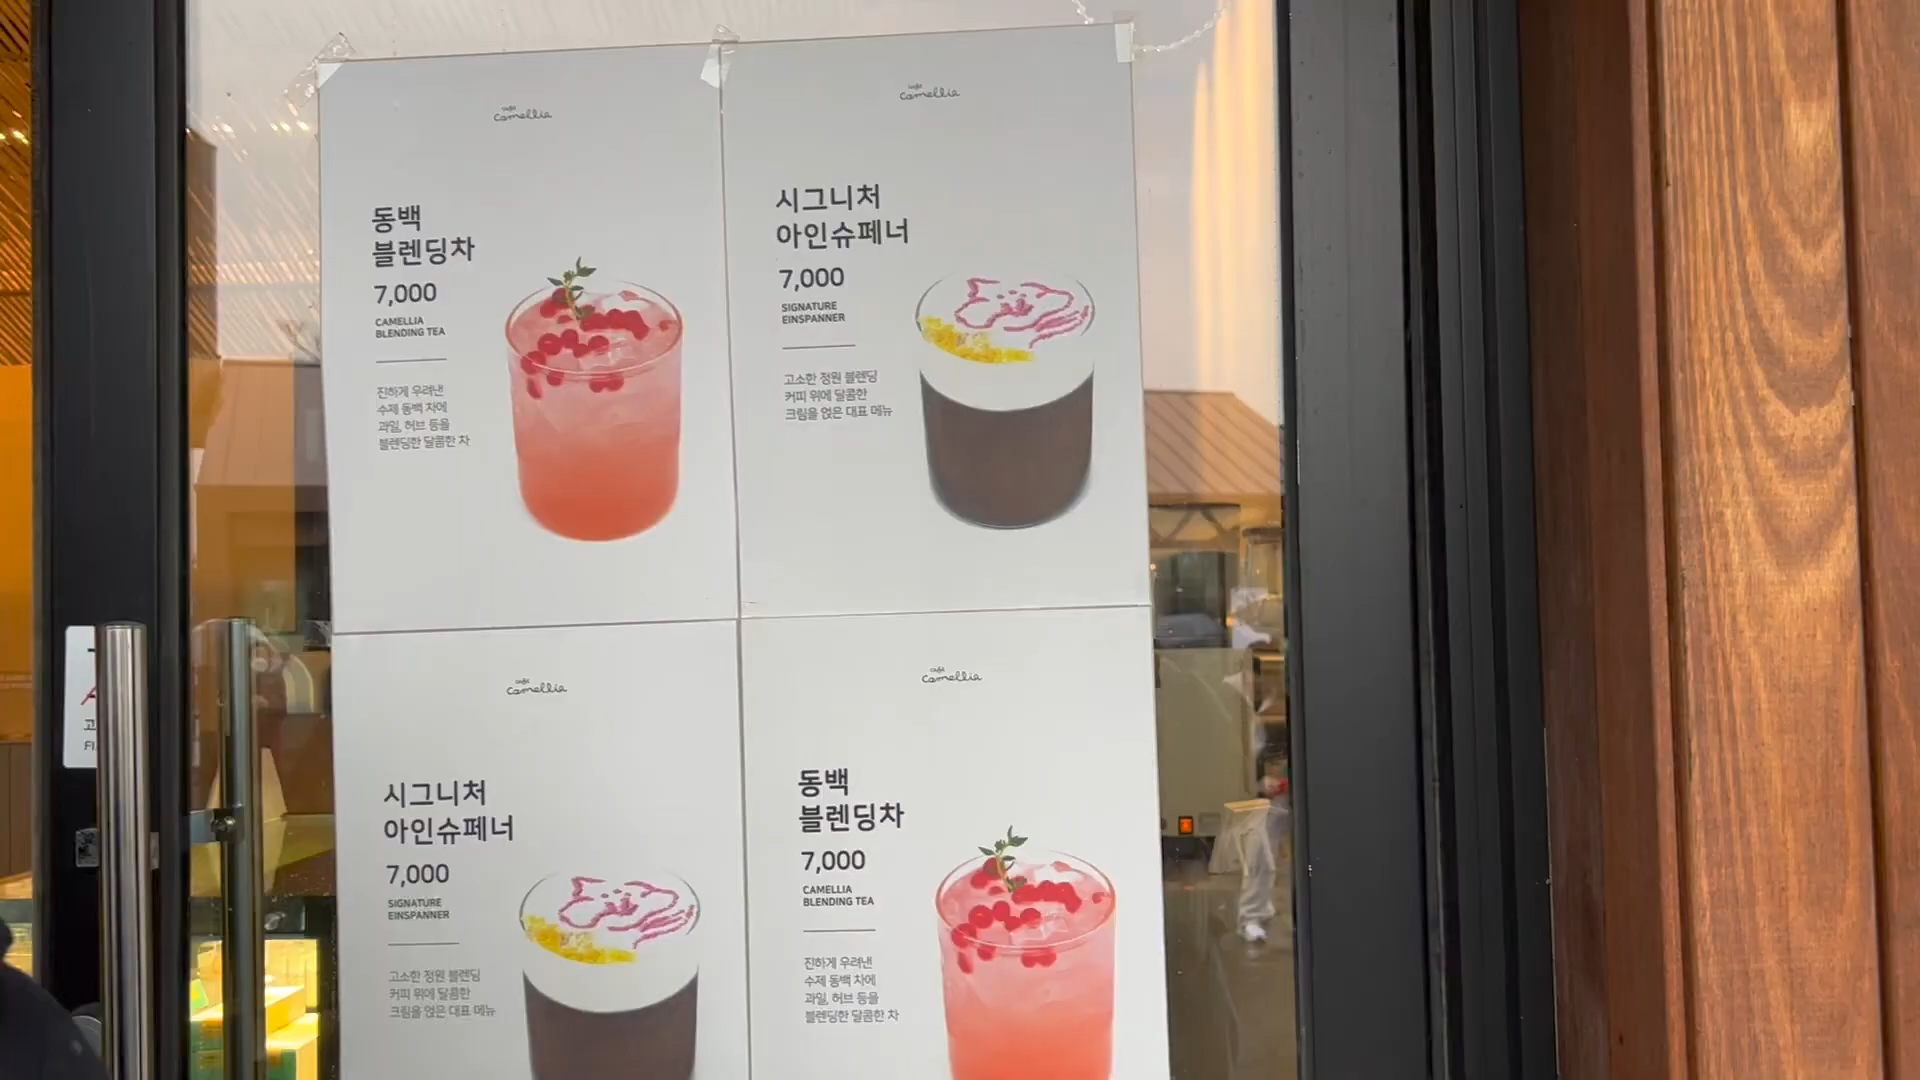 café
Camellia
동백
블렌딩차
7,000
CAMELLIA
BLENDING TEA
진하게 우려낸
수제 동백 차에
과일, 허브 등을
블렌딩한 달콤한 차
café
Camellia
시그니처
아인슈페너
7,000
SIGNATURE
EINSPANNER
고소한 정원 블렌딩
커피 위에 달콤한
크림을 얹은 대표 메뉴
café
Camellia
시그니처
아인슈페너
7,000
SIGNATURE
EINSPANNER
고소한 정원 블렌딩
커피 위에 달콤한
크림을 얹은 대표 메뉴
café
Camellia
동백
블렌딩차
7,000
CAMELLIA
BLENDING TEA
진하게 우려낸
수제 동백 차에
과일, 허브 등을
블렌딩한 달콤한 차